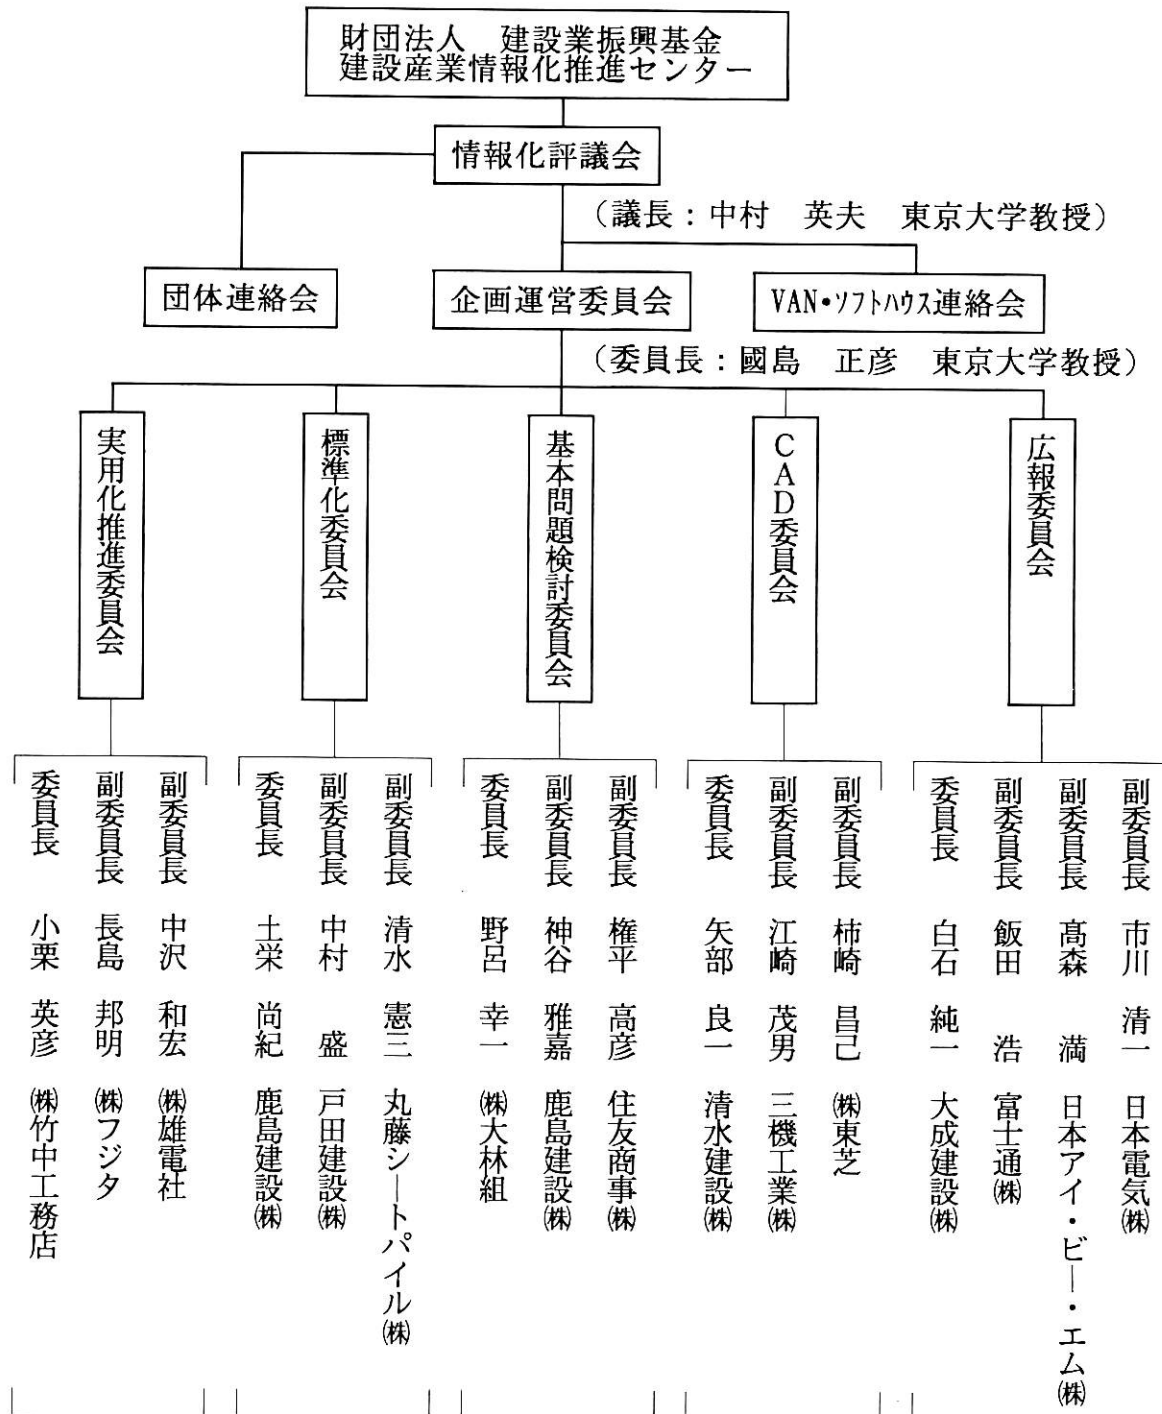 財団法人　建設業振興基金
建設産業情報化推進センター
情報化評議会
（議長：中村　英夫　東京大学教授）
団体連絡会
企画運営委員会
VAN・ソフトハウス連絡会
（委員長：國島　正彦　東京大学教授）
実用化推進委員会
標準化委員会
基本問題検討委員会
CAD委員会
広報委員会
委員長　小栗　英彦　㈱竹中工務店
副委員長　長島　邦明　㈱フジタ
副委員長　中沢　和宏　㈱雄電社
委員長　土栄　尚紀　鹿島建設㈱
副委員長　中村　盛　戸田建設㈱
副委員長　清水　憲三　丸藤シートパイル㈱
委員長　野呂　幸一　㈱大林組
副委員長　神谷　雅嘉　鹿島建設㈱
副委員長　権平　高彦　住友商事㈱
委員長　矢部　良一　清水建設㈱
副委員長　江崎　茂男　三機工業㈱
副委員長　柿崎　昌己　㈱東芝
委員長　白石　純一　大成建設㈱
副委員長　飯田　浩　富士通㈱
副委員長　髙森　満　日本アイ・ビー・エム㈱
副委員長　市川　清一　日本電気㈱